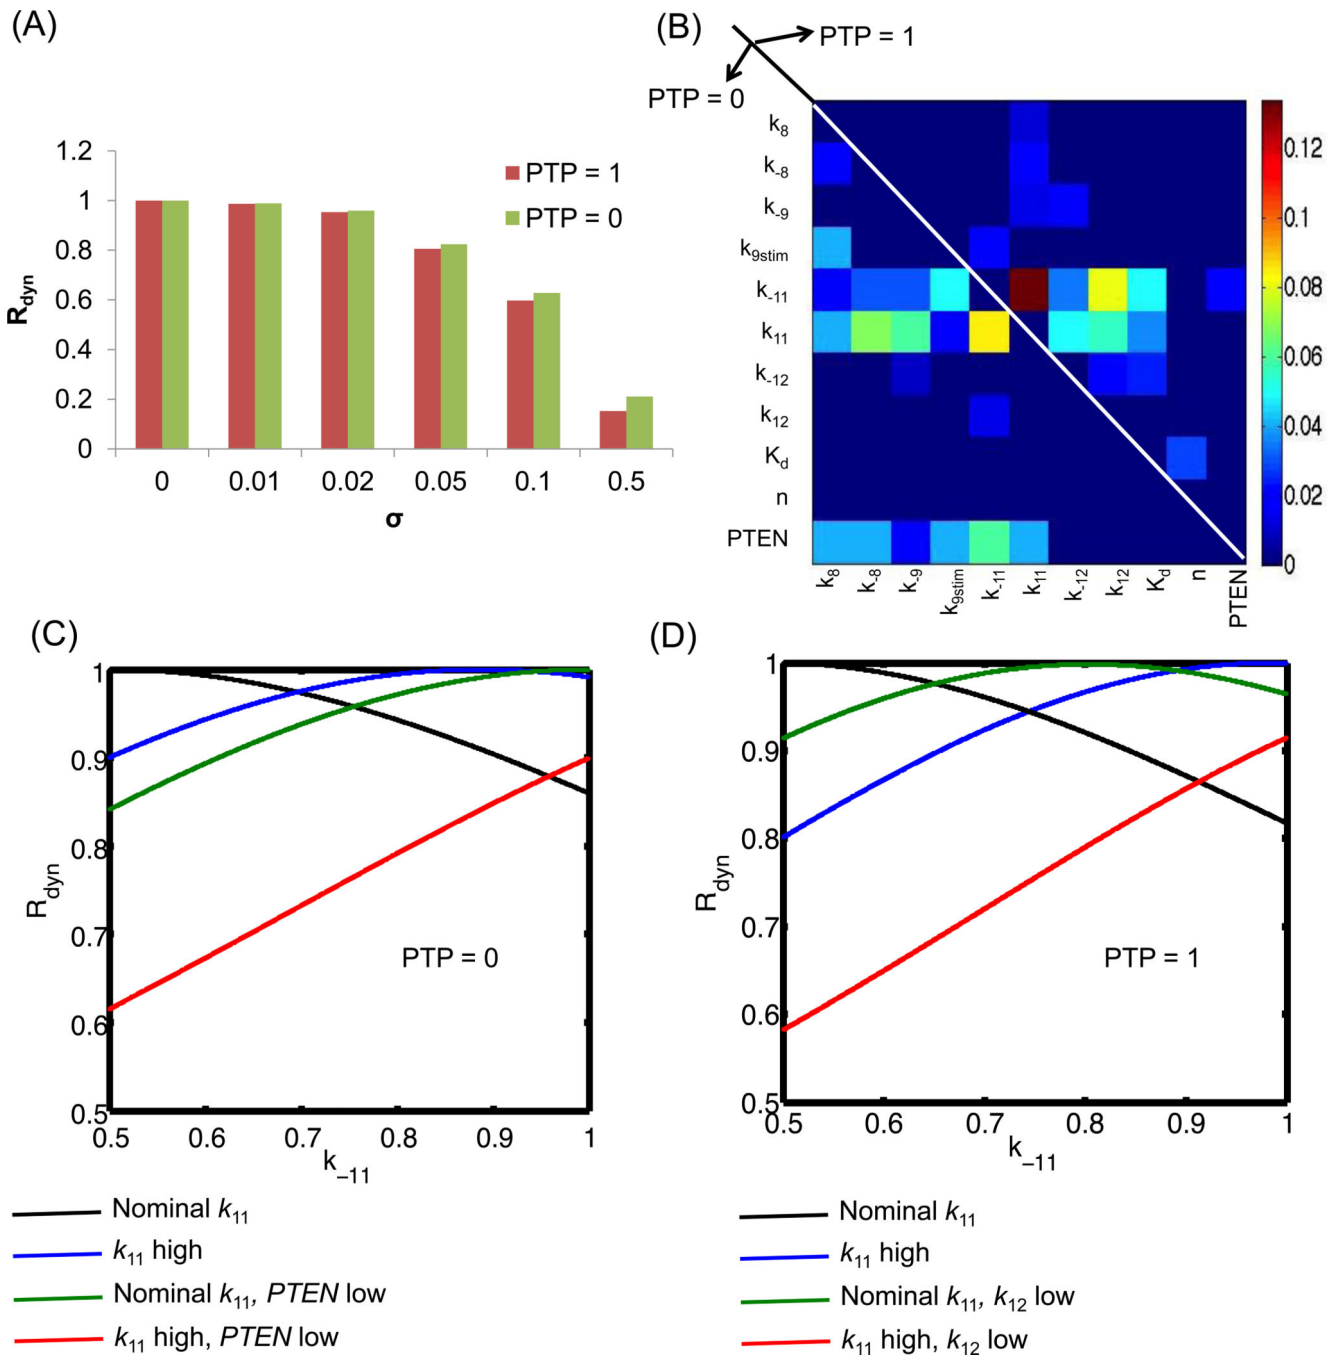 (A)
1.2
1
0.8
0.6
0.4
0.2
0
R_dyn
0 0.01 0.02 0.05 0.1 0.5
σ
PTP = 1
PTP = 0
(B)
PTP = 1
PTP = 0
k_8
k_-8
k_-9
k_9stim
k_-11
k_11
k_-12
k_12
K_d
n
PTEN
k_8 k_-8 k_-9 k_9stim k_-11 k_11 k_-12 k_12 K_d n PTEN
0.12
0.1
0.08
0.06
0.04
0.02
0
(C)
1
0.9
0.8
0.7
0.6
0.5
R_dyn
PTP = 0
0.5 0.6 0.7 0.8 0.9 1
k_–11
Nominal k_11
k_11 high
Nominal k_11, PTEN low
k_11 high, PTEN low
(D)
1
0.9
0.8
0.7
0.6
0.5
R_dyn
PTP = 1
0.5 0.6 0.7 0.8 0.9 1
k_–11
Nominal k_11
k_11 high
Nominal k_11, k_12 low
k_11 high, k_12 low